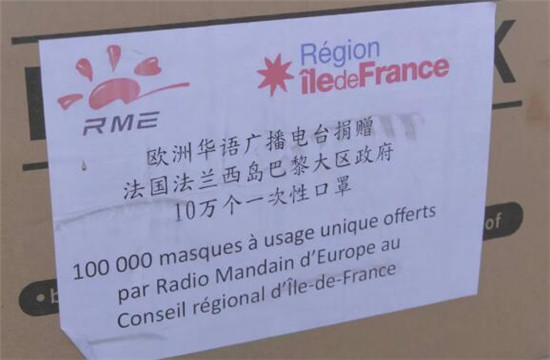 RME
Région
îledeFrance
欧洲华语广播电台捐赠
法国法兰西岛巴黎大区政府
10万个一次性口罩
100 000 masques à usage unique offerts
par Radio Mandain d'Europe au
Conseil régional d'Île-de-France
of